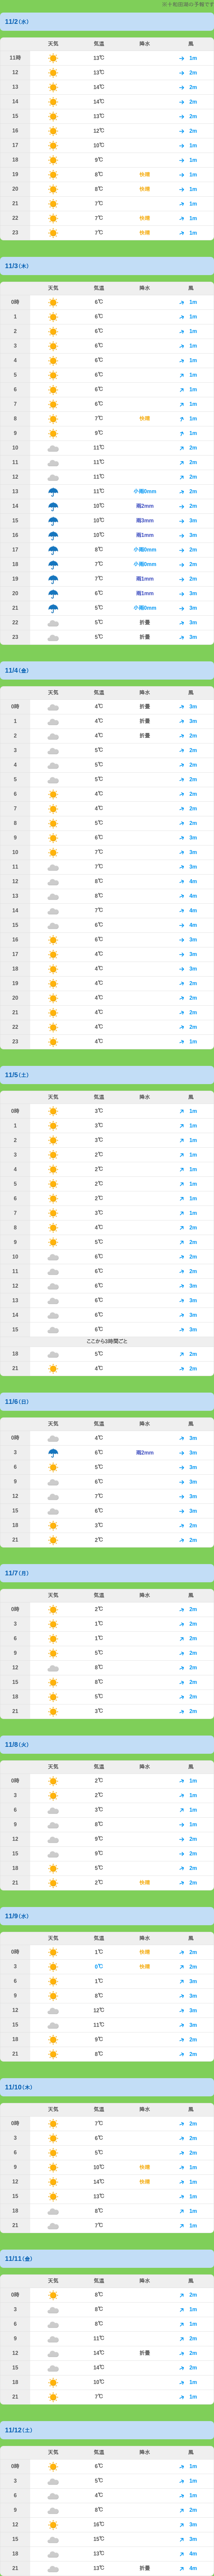 11/2(水)
天気 気温 降水 風
11時 13℃ 1m
12 13℃ 2m
13 14℃ 2m
14 14℃ 2m
15 13℃ 2m
16 12℃ 2m
17 10℃ 1m
18 9℃ 1m
19 8℃ 快晴 1m
20 8℃ 快晴 1m
21 7℃ 1m
22 7℃ 快晴 1m
23 7℃ 快晴 1m
11/3(木)
天気 気温 降水 風
0時 6℃ 1m
1 6℃ 1m
2 6℃ 1m
3 6℃ 1m
4 6℃ 1m
5 6℃ 1m
6 6℃ 1m
7 6℃ 1m
8 7℃ 快晴 1m
9 9℃ 1m
10 11℃ 2m
11 11℃ 2m
12 11℃ 2m
13 11℃ 小雨0mm 2m
14 10℃ 雨2mm 2m
15 10℃ 雨3mm 3m
16 10℃ 雨1mm 3m
17 8℃ 小雨0mm 2m
18 7℃ 小雨0mm 2m
19 7℃ 雨1mm 2m
20 6℃ 雨1mm 3m
21 5℃ 小雨0mm 3m
22 5℃ 折畳 3m
23 5℃ 折畳 3m
11/4(金)
天気 気温 降水 風
0時 4℃ 折畳 3m
1 4℃ 折畳 3m
2 4℃ 折畳 2m
3 5℃ 2m
4 5℃ 2m
5 5℃ 2m
6 4℃ 2m
7 4℃ 2m
8 5℃ 2m
9 6℃ 3m
10 7℃ 3m
11 7℃ 3m
12 8℃ 4m
13 8℃ 4m
14 7℃ 4m
15 6℃ 4m
16 6℃ 3m
17 4℃ 3m
18 4℃ 3m
19 4℃ 2m
20 4℃ 2m
21 4℃ 2m
22 4℃ 2m
23 4℃ 1m
11/5(土)
天気 気温 降水 風
0時 3℃ 1m
1 3℃ 1m
2 3℃ 1m
3 2℃ 1m
4 2℃ 1m
5 2℃ 1m
6 2℃ 1m
7 3℃ 1m
8 4℃ 2m
9 5℃ 2m
10 6℃ 2m
11 6℃ 2m
12 6℃ 3m
13 6℃ 3m
14 6℃ 3m
15 6℃ 3m
ここから3時間ごと
18 5℃ 2m
21 4℃ 2m
11/6(日)
天気 気温 降水 風
0時 4℃ 3m
3 6℃ 雨2mm 3m
6 5℃ 3m
9 6℃ 3m
12 7℃ 3m
15 6℃ 3m
18 3℃ 2m
21 2℃ 2m
11/7(月)
天気 気温 降水 風
0時 2℃ 2m
3 1℃ 2m
6 1℃ 2m
9 5℃ 2m
12 8℃ 2m
15 8℃ 2m
18 5℃ 2m
21 3℃ 2m
11/8(火)
天気 気温 降水 風
0時 2℃ 1m
3 2℃ 2m
6 3℃ 1m
9 8℃ 1m
12 9℃ 2m
15 9℃ 2m
18 5℃ 2m
21 2℃ 快晴 2m
11/9(水)
天気 気温 降水 風
0時 1℃ 快晴 2m
3 0℃ 快晴 2m
6 1℃ 3m
9 8℃ 3m
12 12℃ 3m
15 11℃ 3m
18 9℃ 2m
21 8℃ 2m
11/10(木)
天気 気温 降水 風
0時 7℃ 2m
3 6℃ 2m
6 5℃ 2m
9 10℃ 快晴 1m
12 14℃ 快晴 1m
15 13℃ 1m
18 8℃ 1m
21 7℃ 1m
11/11(金)
天気 気温 降水 風
0時 8℃ 2m
3 8℃ 1m
6 8℃ 1m
9 11℃ 2m
12 14℃ 折畳 2m
15 14℃ 2m
18 10℃ 1m
21 7℃ 1m
11/12(土)
天気 気温 降水 風
0時 6℃ 1m
3 5℃ 1m
6 4℃ 1m
9 8℃ 2m
12 16℃ 3m
15 15℃ 3m
18 13℃ 4m
21 13℃ 折畳 4m